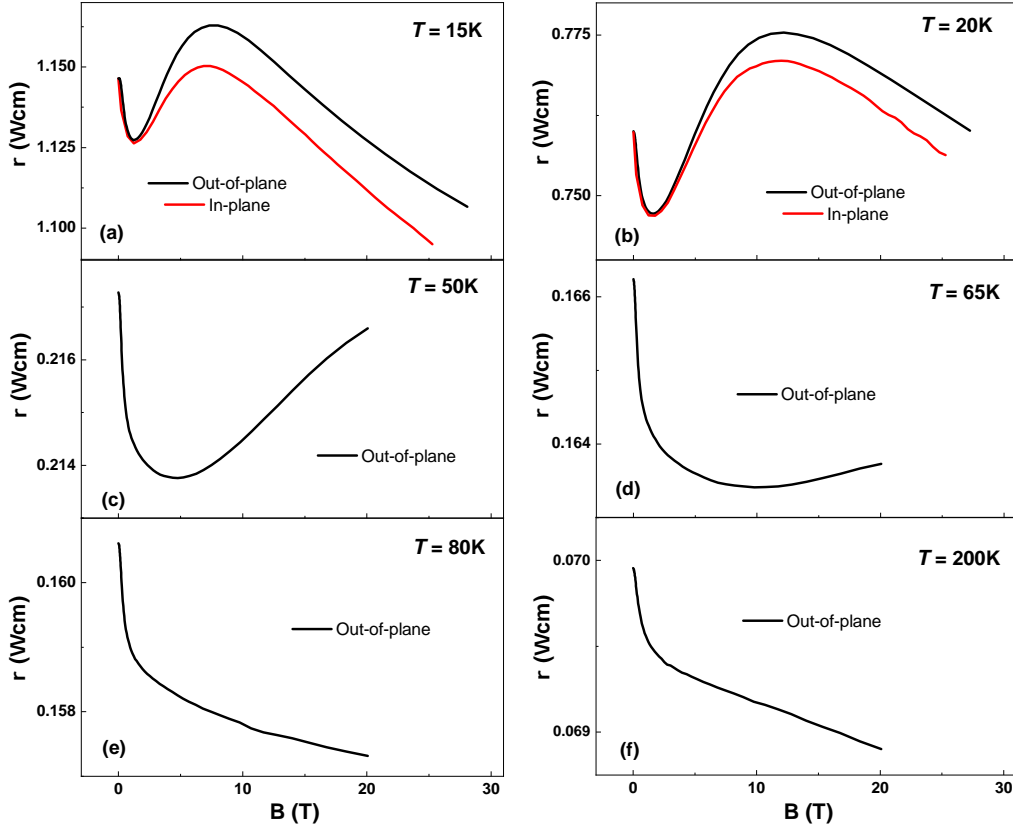 T = 15K
1.150
1.125
1.100
r (Wcm)
Out-of-plane
In-plane
(a)
T = 20K
0.775
0.750
r (Wcm)
Out-of-plane
In-plane
(b)
T = 50K
0.216
0.214
r (Wcm)
Out-of-plane
(c)
T = 65K
0.166
0.164
r (Wcm)
Out-of-plane
(d)
T = 80K
0.160
0.158
r (Wcm)
Out-of-plane
(e)
0 10 20 30
B (T)
T = 200K
0.070
0.069
r (Wcm)
Out-of-plane
(f)
0 10 20 30
B (T)